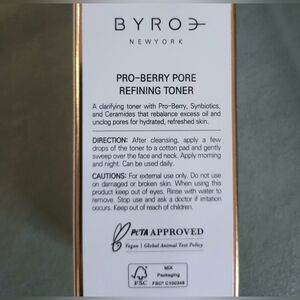 BYROE
NEWYORK
PRO-BERRY PORE
REFINING TONER
A clarifying toner with Pro-Berry, Synbiotics,
and Ceramides that rebalance excess oil and
unclog pores for hydrated, refreshed skin.
DIRECTION: After cleansing, apply a few
drops of the toner to a cotton pad and gently
sweep over the face and neck. Apply morning
and night. Can be used daily.
CAUTIONS: For external use only. Do not use
on damaged or broken skin. When using this
product keep out of eyes. Rinse with water to
remove. Stop use and ask a doctor if irritation
occurs. Keep out of reach of children.
PETA APPROVED
Vegan | Global Animal Test Policy
FSC
MIX
Packaging
FSC® C100348